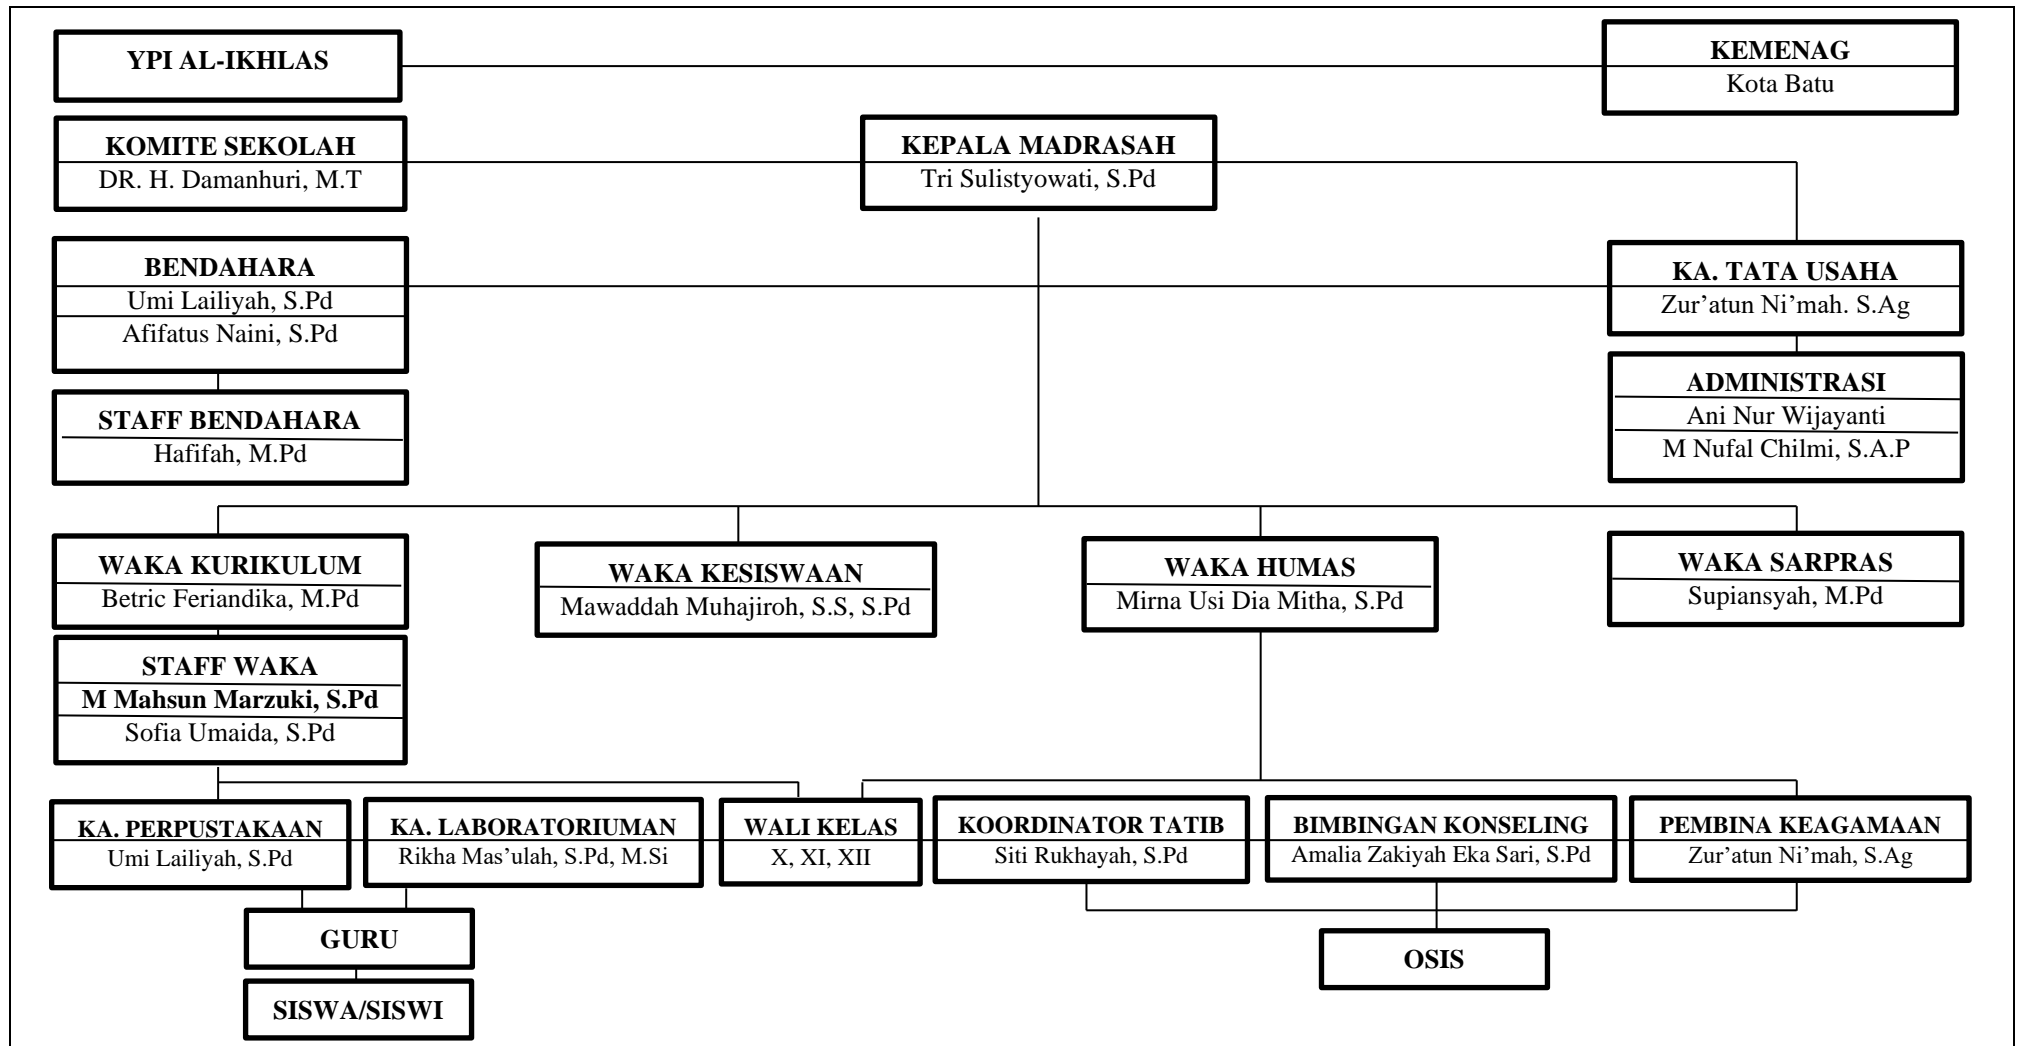 YPI AL-IKHLAS
KEMENAG
Kota Batu
KOMITE SEKOLAH
DR. H. Damanhuri, M.T
KEPALA MADRASAH
Tri Sulistyowati, S.Pd
BENDAHARA
Umi Lailiyah, S.Pd
Afifatus Naini, S.Pd
KA. TATA USAHA
Zur’atun Ni’mah. S.Ag
STAFF BENDAHARA
Hafifah, M.Pd
ADMINISTRASI
Ani Nur Wijayanti
M Nufal Chilmi, S.A.P
WAKA KURIKULUM
Betric Feriandika, M.Pd
WAKA KESISWAAN
Mawaddah Muhajiroh, S.S, S.Pd
WAKA HUMAS
Mirna Usi Dia Mitha, S.Pd
WAKA SARPRAS
Supiansyah, M.Pd
STAFF WAKA
M Mahsun Marzuki, S.Pd
Sofia Umaida, S.Pd
KA. PERPUSTAKAAN
Umi Lailiyah, S.Pd
KA. LABORATORIUMAN
Rikha Mas’ulah, S.Pd, M.Si
WALI KELAS
X, XI, XII
KOORDINATOR TATIB
Siti Rukhayah, S.Pd
BIMBINGAN KONSELING
Amalia Zakiyah Eka Sari, S.Pd
PEMBINA KEAGAMAAN
Zur’atun Ni’mah, S.Ag
GURU
OSIS
SISWA/SISWI